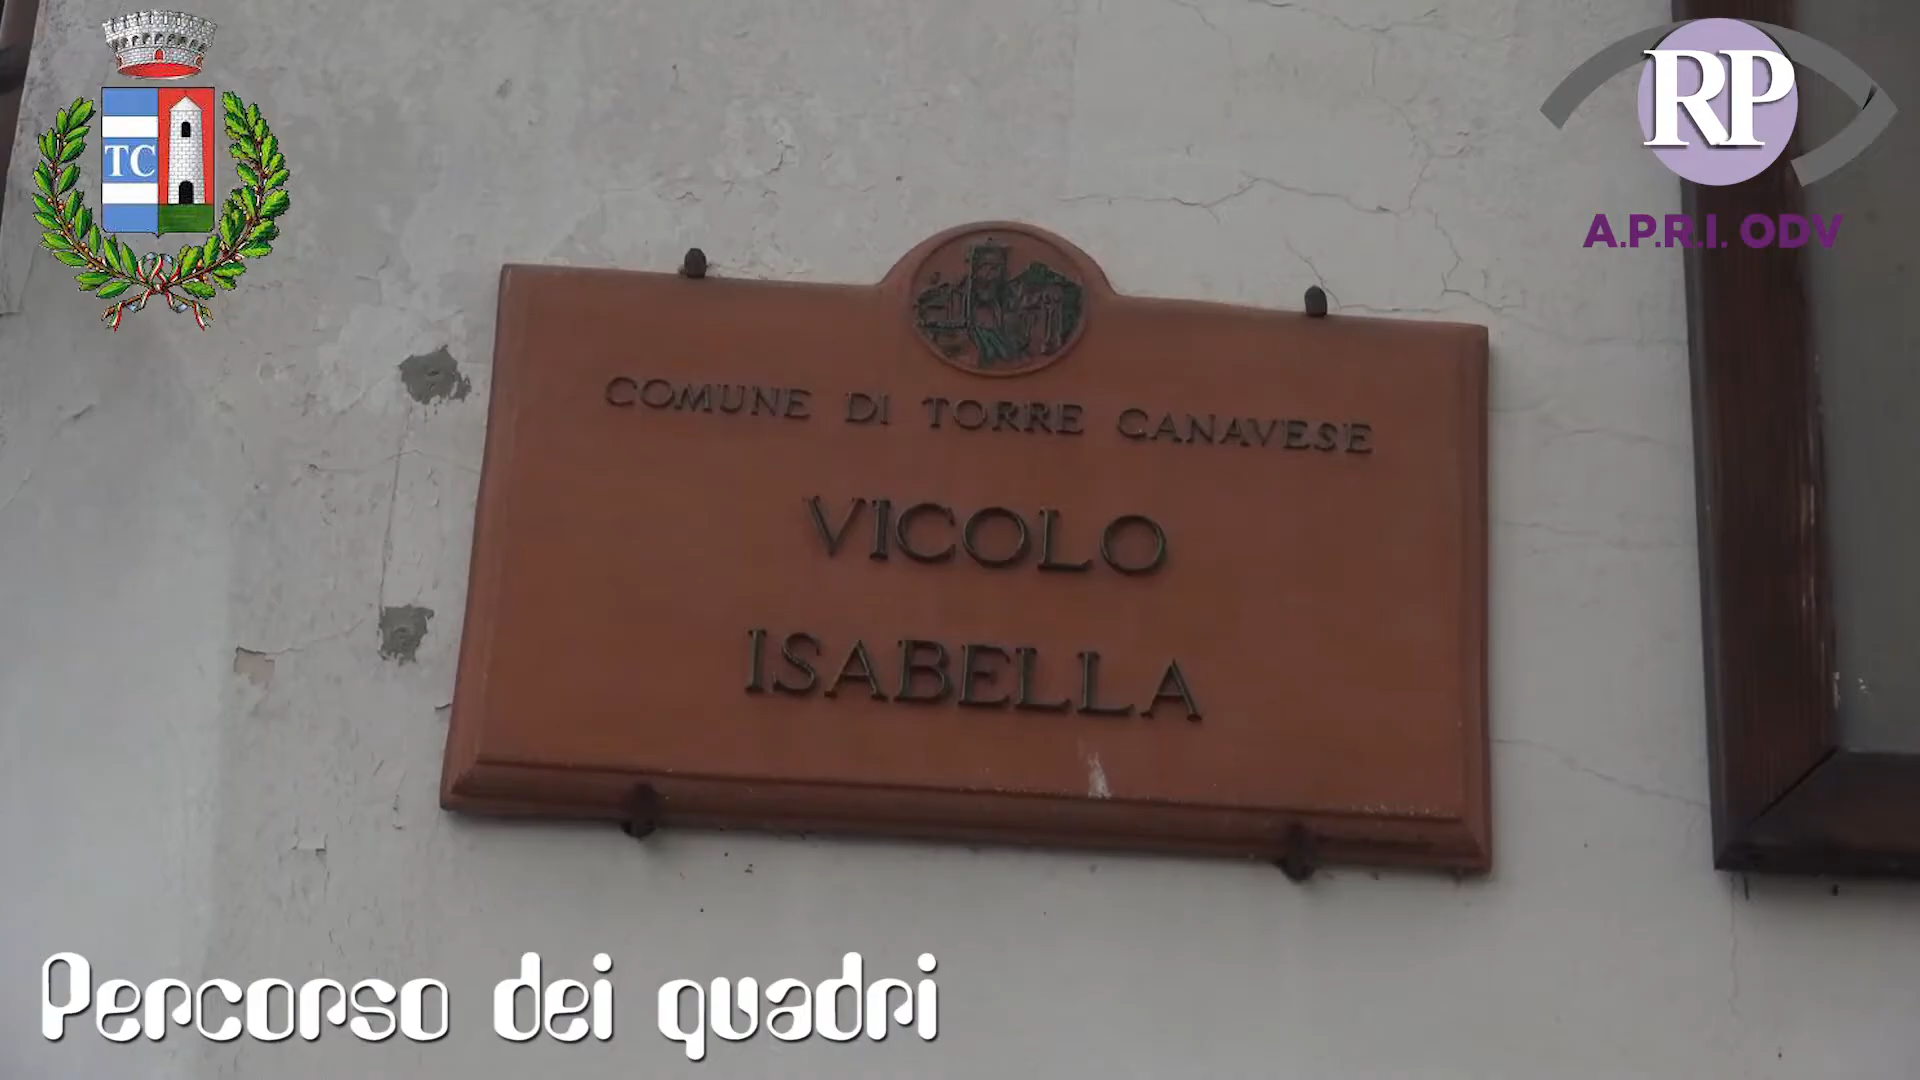 TC
RP
A.P.R.I. ODV
COMUNE DI TORRE CANAVESE
VICOLO
ISABELLA
Percorso dei quadri